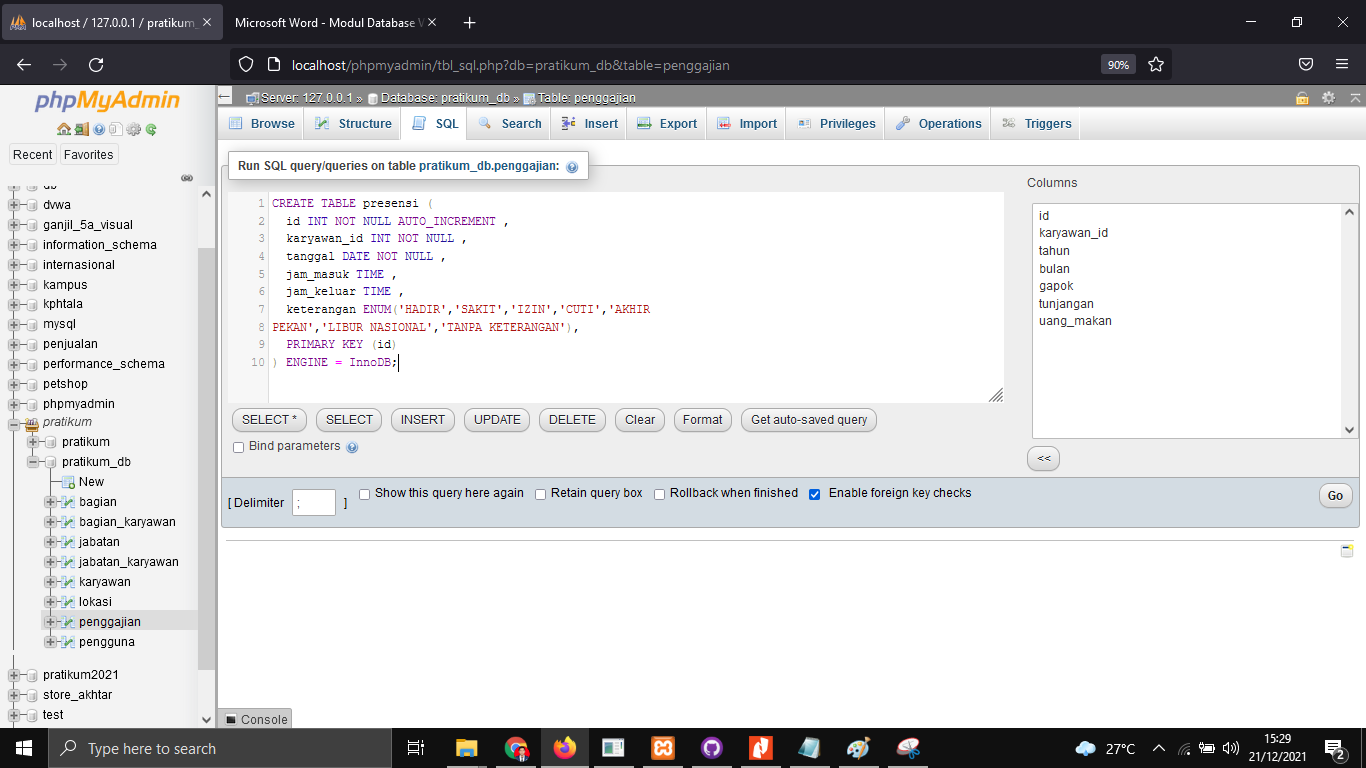 localhost / 127.0.0.1 / pratikum_
Microsoft Word - Modul Database V
localhost/phpmyadmin/tbl_sql.php?db=pratikum_db&table=penggajian
90%
phpMyAdmin
Recent
Favorites
db
dvwa
ganjil_5a_visual
information_schema
internasional
kampus
kphtala
mysql
penjualan
performance_schema
petshop
phpmyadmin
pratikum
pratikum
pratikum_db
New
bagian
bagian_karyawan
jabatan
jabatan_karyawan
karyawan
lokasi
penggajian
pengguna
pratikum2021
store_akhtar
test
Server: 127.0.0.1 » Database: pratikum_db » Table: penggajian
Browse
Structure
SQL
Search
Insert
Export
Import
Privileges
Operations
Triggers
Run SQL query/queries on table pratikum_db.penggajian:
1 CREATE TABLE presensi (
2 id INT NOT NULL AUTO_INCREMENT ,
3 karyawan_id INT NOT NULL ,
4 tanggal DATE NOT NULL ,
5 jam_masuk TIME ,
6 jam_keluar TIME ,
7 keterangan ENUM('HADIR','SAKIT','IZIN','CUTI','AKHIR
8 PEKAN','LIBUR NASIONAL','TANPA KETERANGAN'),
9 PRIMARY KEY (id)
10 ) ENGINE = InnoDB;
Columns
id
karyawan_id
tahun
bulan
gapok
tunjangan
uang_makan
<<
SELECT *
SELECT
INSERT
UPDATE
DELETE
Clear
Format
Get auto-saved query
Bind parameters
[ Delimiter ; ]
Show this query here again
Retain query box
Rollback when finished
Enable foreign key checks
Go
Console
Type here to search
27°C
15:29
21/12/2021
2